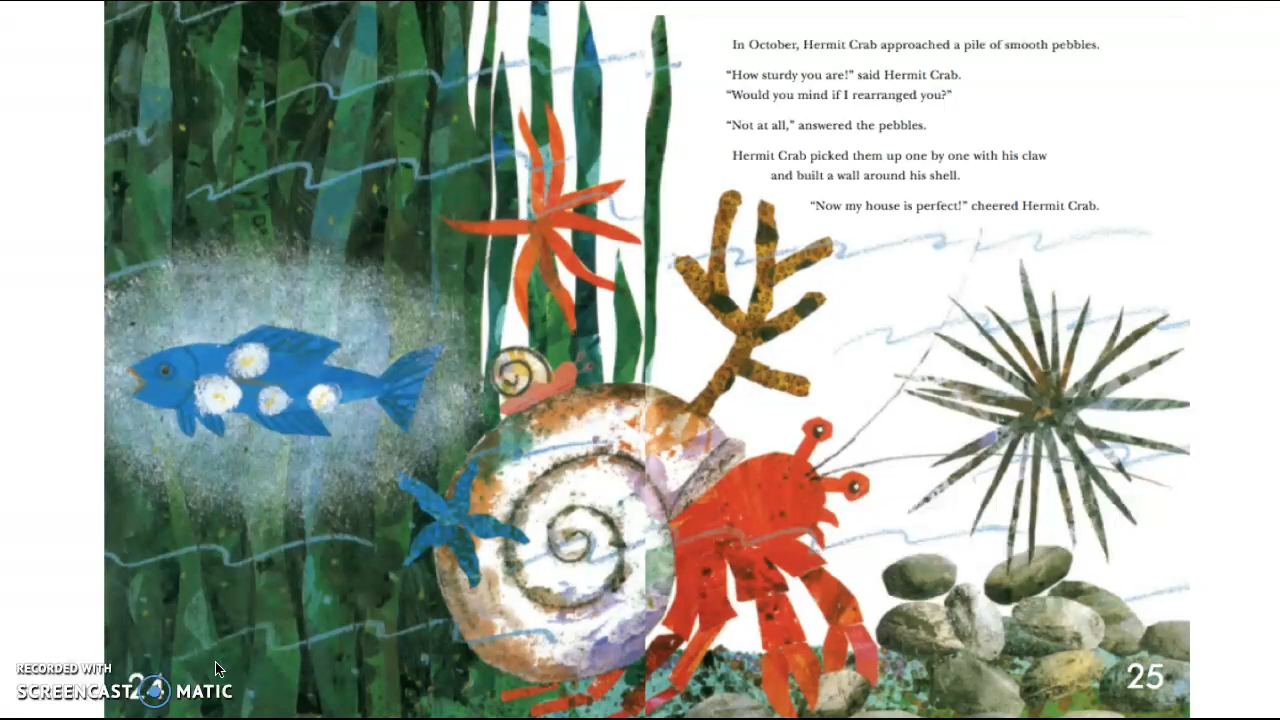 In October, Hermit Crab approached a pile of smooth pebbles.
“How sturdy you are!” said Hermit Crab.
“Would you mind if I rearranged you?”
“Not at all,” answered the pebbles.
Hermit Crab picked them up one by one with his claw
and built a wall around his shell.
“Now my house is perfect!” cheered Hermit Crab.
RECORDED WITH
SCREENCAST MATIC
24
25